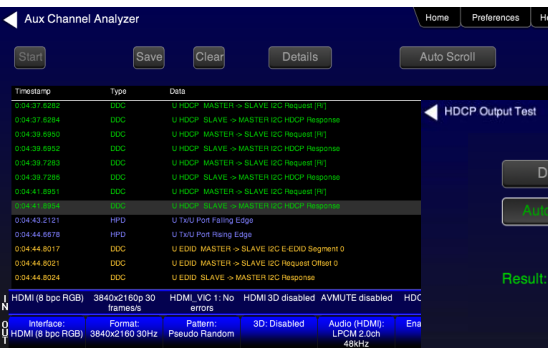 Aux Channel Analyzer
Home Preferences
Start Save Clear Details Auto Scroll
Timestamp Type Data
0:04:37.6282 DDC U HDCP MASTER -> SLAVE I2C Request [Ri']
0:04:37.6284 DDC U HDCP SLAVE -> MASTER I2C HDCP Response
0:04:39.6950 DDC U HDCP MASTER -> SLAVE I2C Request [Ri']
0:04:39.6952 DDC U HDCP SLAVE -> MASTER I2C HDCP Response
0:04:39.7283 DDC U HDCP MASTER -> SLAVE I2C Request [Ri']
0:04:39.7286 DDC U HDCP SLAVE -> MASTER I2C HDCP Response
0:04:41.8951 DDC U HDCP MASTER -> SLAVE I2C Request [Ri']
0:04:41.8954 DDC U HDCP SLAVE -> MASTER I2C HDCP Response
0:04:43.2121 HPD U Tx/U Port Falling Edge
0:04:44.6678 HPD U Tx/U Port Rising Edge
0:04:44.8017 DDC U EDID MASTER -> SLAVE I2C E-EDID Segment 0
0:04:44.8021 DDC U EDID MASTER -> SLAVE I2C Request Offset 0
0:04:44.8024 DDC U EDID SLAVE -> MASTER I2C Response
HDCP Output Test
D
Auto
Result:
IN
HDMI (8 bpc RGB) 3840x2160p 30 frames/s HDMI_VIC 1: No errors HDMI 3D disabled AVMUTE disabled HDC
OUT
Interface: HDMI (8 bpc RGB) Format: 3840x2160 30Hz Pattern: Pseudo Random 3D: Disabled Audio (HDMI): LPCM 2.0ch 48kHz Ena